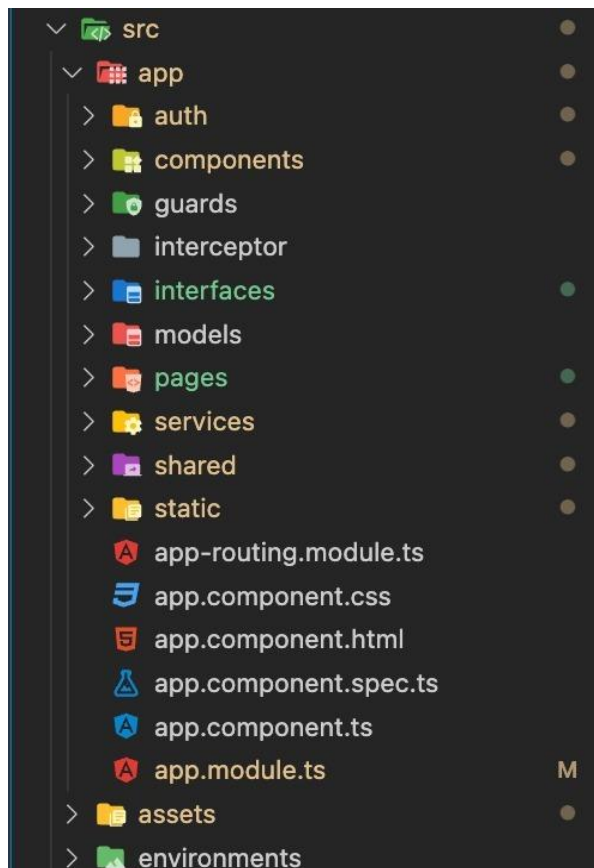 src
app
auth
components
guards
interceptor
interfaces
models
pages
services
shared
static
app-routing.module.ts
app.component.css
app.component.html
app.component.spec.ts
app.component.ts
app.module.ts M
assets
environments